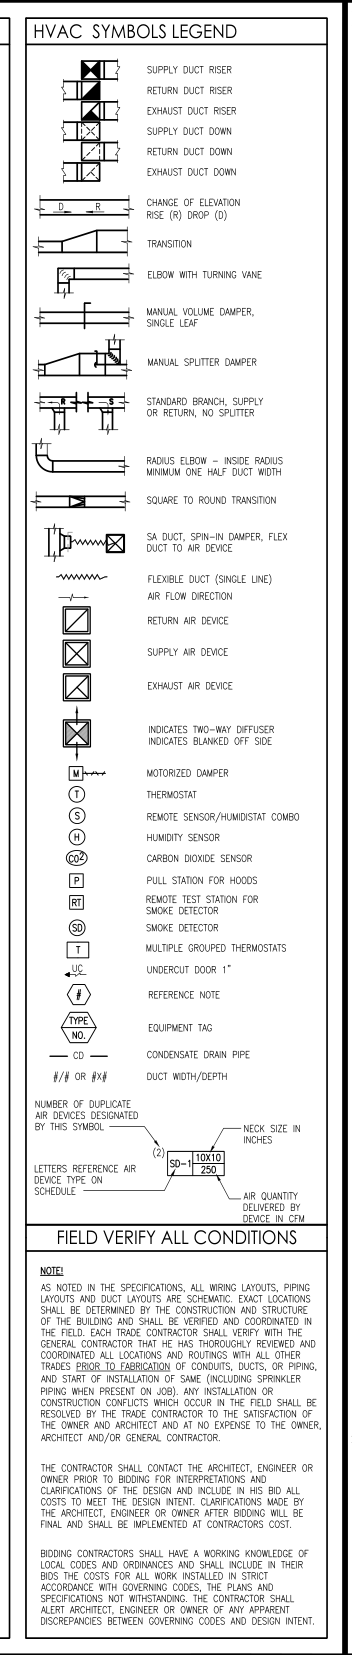 HVAC SYMBOLS LEGEND
SUPPLY DUCT RISER
RETURN DUCT RISER
EXHAUST DUCT RISER
SUPPLY DUCT DOWN
RETURN DUCT DOWN
EXHAUST DUCT DOWN
D R
CHANGE OF ELEVATION
RISE (R) DROP (D)
TRANSITION
ELBOW WITH TURNING VANE
MANUAL VOLUME DAMPER,
SINGLE LEAF
MANUAL SPLITTER DAMPER
R S
STANDARD BRANCH, SUPPLY
OR RETURN, NO SPLITTER
RADIUS ELBOW – INSIDE RADIUS
MINIMUM ONE HALF DUCT WIDTH
SQUARE TO ROUND TRANSITION
SA DUCT, SPIN-IN DAMPER, FLEX
DUCT TO AIR DEVICE
FLEXIBLE DUCT (SINGLE LINE)
AIR FLOW DIRECTION
RETURN AIR DEVICE
SUPPLY AIR DEVICE
EXHAUST AIR DEVICE
INDICATES TWO-WAY DIFFUSER
INDICATES BLANKED OFF SIDE
M MOTORIZED DAMPER
T THERMOSTAT
S REMOTE SENSOR/HUMIDISTAT COMBO
H HUMIDITY SENSOR
CO2 CARBON DIOXIDE SENSOR
P PULL STATION FOR HOODS
RT REMOTE TEST STATION FOR
SMOKE DETECTOR
SD SMOKE DETECTOR
T MULTIPLE GROUPED THERMOSTATS
UC UNDERCUT DOOR 1"
# REFERENCE NOTE
TYPE
NO.
EQUIPMENT TAG
CD CONDENSATE DRAIN PIPE
#/# OR #X# DUCT WIDTH/DEPTH
NUMBER OF DUPLICATE
AIR DEVICES DESIGNATED
BY THIS SYMBOL
NECK SIZE IN
INCHES
(2)
SD-1
10X10
250
LETTERS REFERENCE AIR
DEVICE TYPE ON
SCHEDULE
AIR QUANTITY
DELIVERED BY
DEVICE IN CFM
FIELD VERIFY ALL CONDITIONS
NOTE!
AS NOTED IN THE SPECIFICATIONS, ALL WIRING LAYOUTS, PIPING
LAYOUTS AND DUCT LAYOUTS ARE SCHEMATIC. EXACT LOCATIONS
SHALL BE DETERMINED BY THE CONSTRUCTION AND STRUCTURE
OF THE BUILDING AND SHALL BE VERIFIED AND COORDINATED IN
THE FIELD. EACH TRADE CONTRACTOR SHALL VERIFY WITH THE
GENERAL CONTRACTOR THAT HE HAS THOROUGHLY REVIEWED AND
COORDINATED ALL LOCATIONS AND ROUTINGS WITH ALL OTHER
TRADES PRIOR TO FABRICATION OF CONDUITS, DUCTS, OR PIPING,
AND START OF INSTALLATION OF SAME (INCLUDING SPRINKLER
PIPING WHEN PRESENT ON JOB). ANY INSTALLATION OR
CONSTRUCTION CONFLICTS WHICH OCCUR IN THE FIELD SHALL BE
RESOLVED BY THE TRADE CONTRACTOR TO THE SATISFACTION OF
THE OWNER AND ARCHITECT AND AT NO EXPENSE TO THE OWNER,
ARCHITECT AND/OR GENERAL CONTRACTOR.
THE CONTRACTOR SHALL CONTACT THE ARCHITECT, ENGINEER OR
OWNER PRIOR TO BIDDING FOR INTERPRETATIONS AND
CLARIFICATIONS OF THE DESIGN AND INCLUDE IN HIS BID ALL
COSTS TO MEET THE DESIGN INTENT. CLARIFICATIONS MADE BY
THE ARCHITECT, ENGINEER OR OWNER AFTER BIDDING WILL BE
FINAL AND SHALL BE IMPLEMENTED AT CONTRACTORS COST.
BIDDING CONTRACTORS SHALL HAVE A WORKING KNOWLEDGE OF
LOCAL CODES AND ORDINANCES AND SHALL INCLUDE IN THEIR
BIDS THE COSTS FOR ALL WORK INSTALLED IN STRICT
ACCORDANCE WITH GOVERNING CODES, THE PLANS AND
SPECIFICATIONS NOT WITHSTANDING. THE CONTRACTOR SHALL
ALERT ARCHITECT, ENGINEER OR OWNER OF ANY APPARENT
DISCREPANCIES BETWEEN GOVERNING CODES AND DESIGN INTENT.